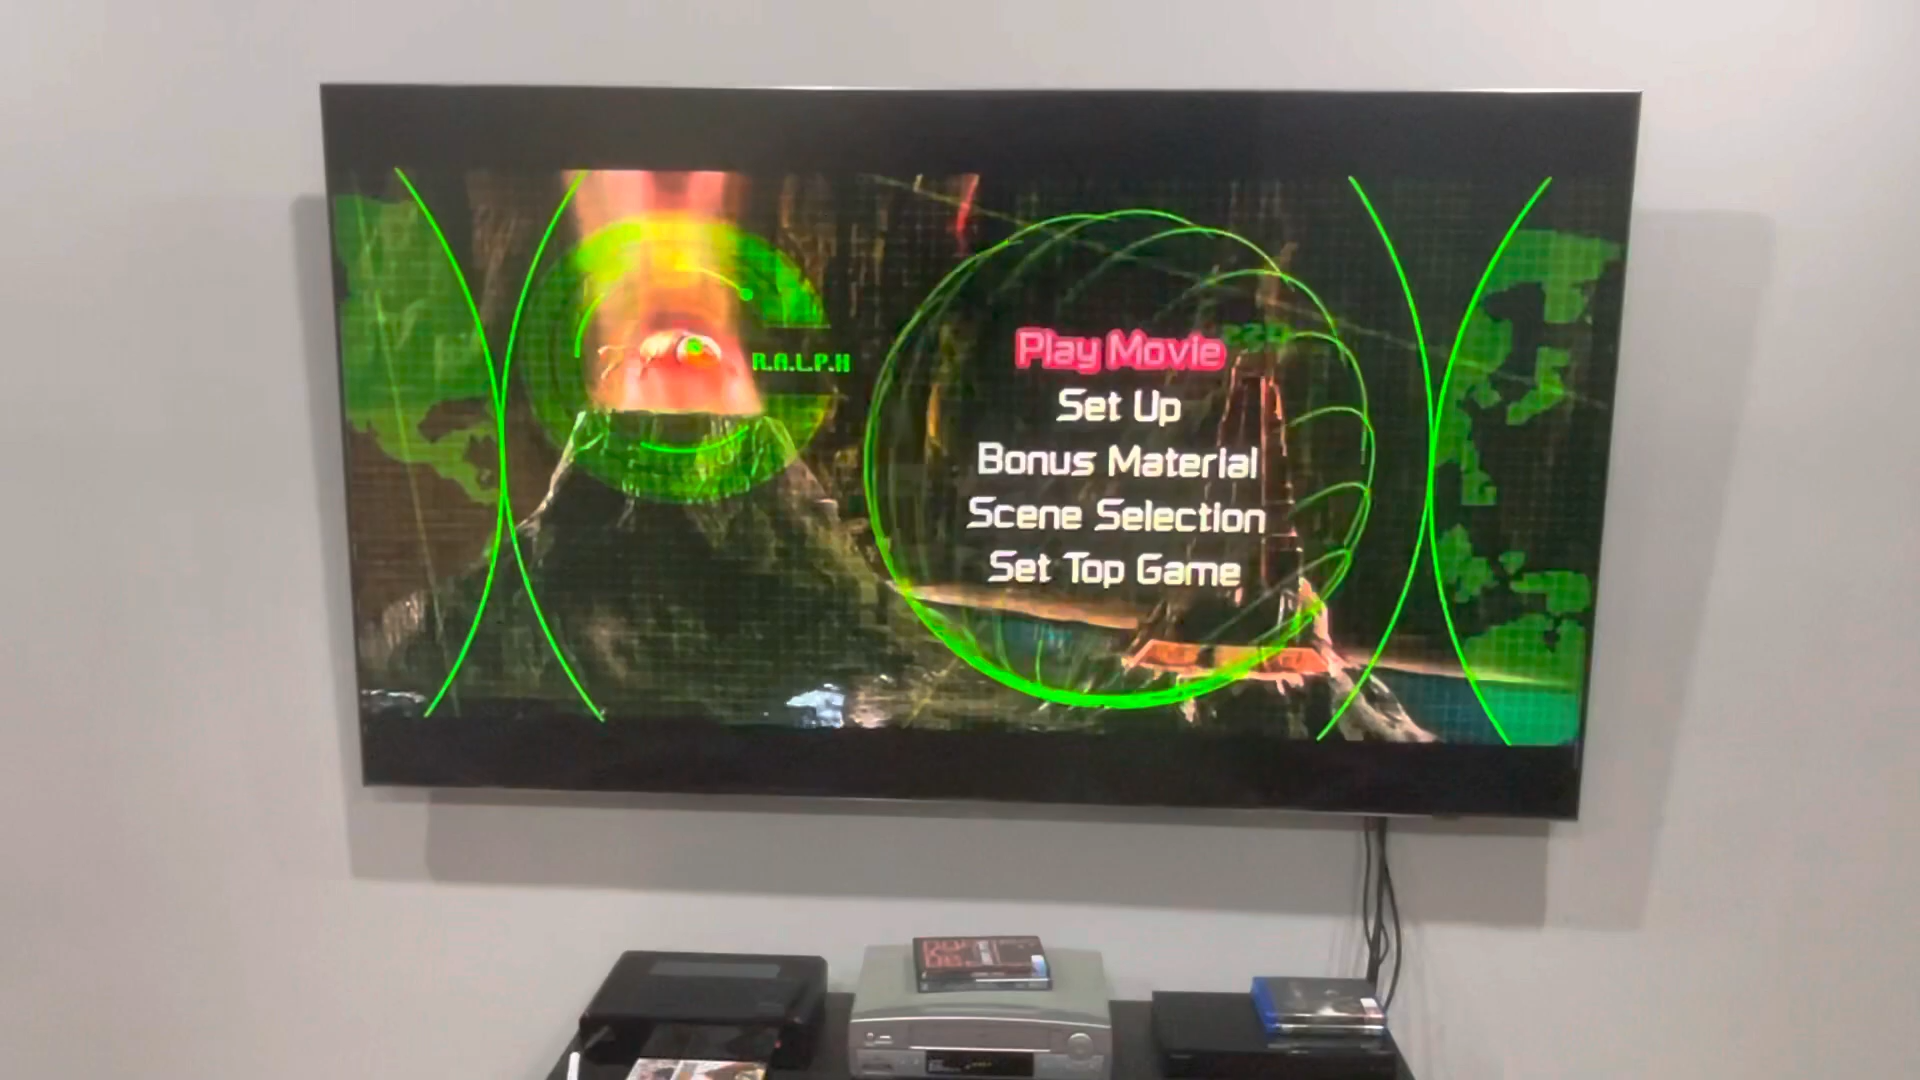 R.A.L.P.H
Play Movie
Set Up
Bonus Material
Scene Selection
Set Top Game